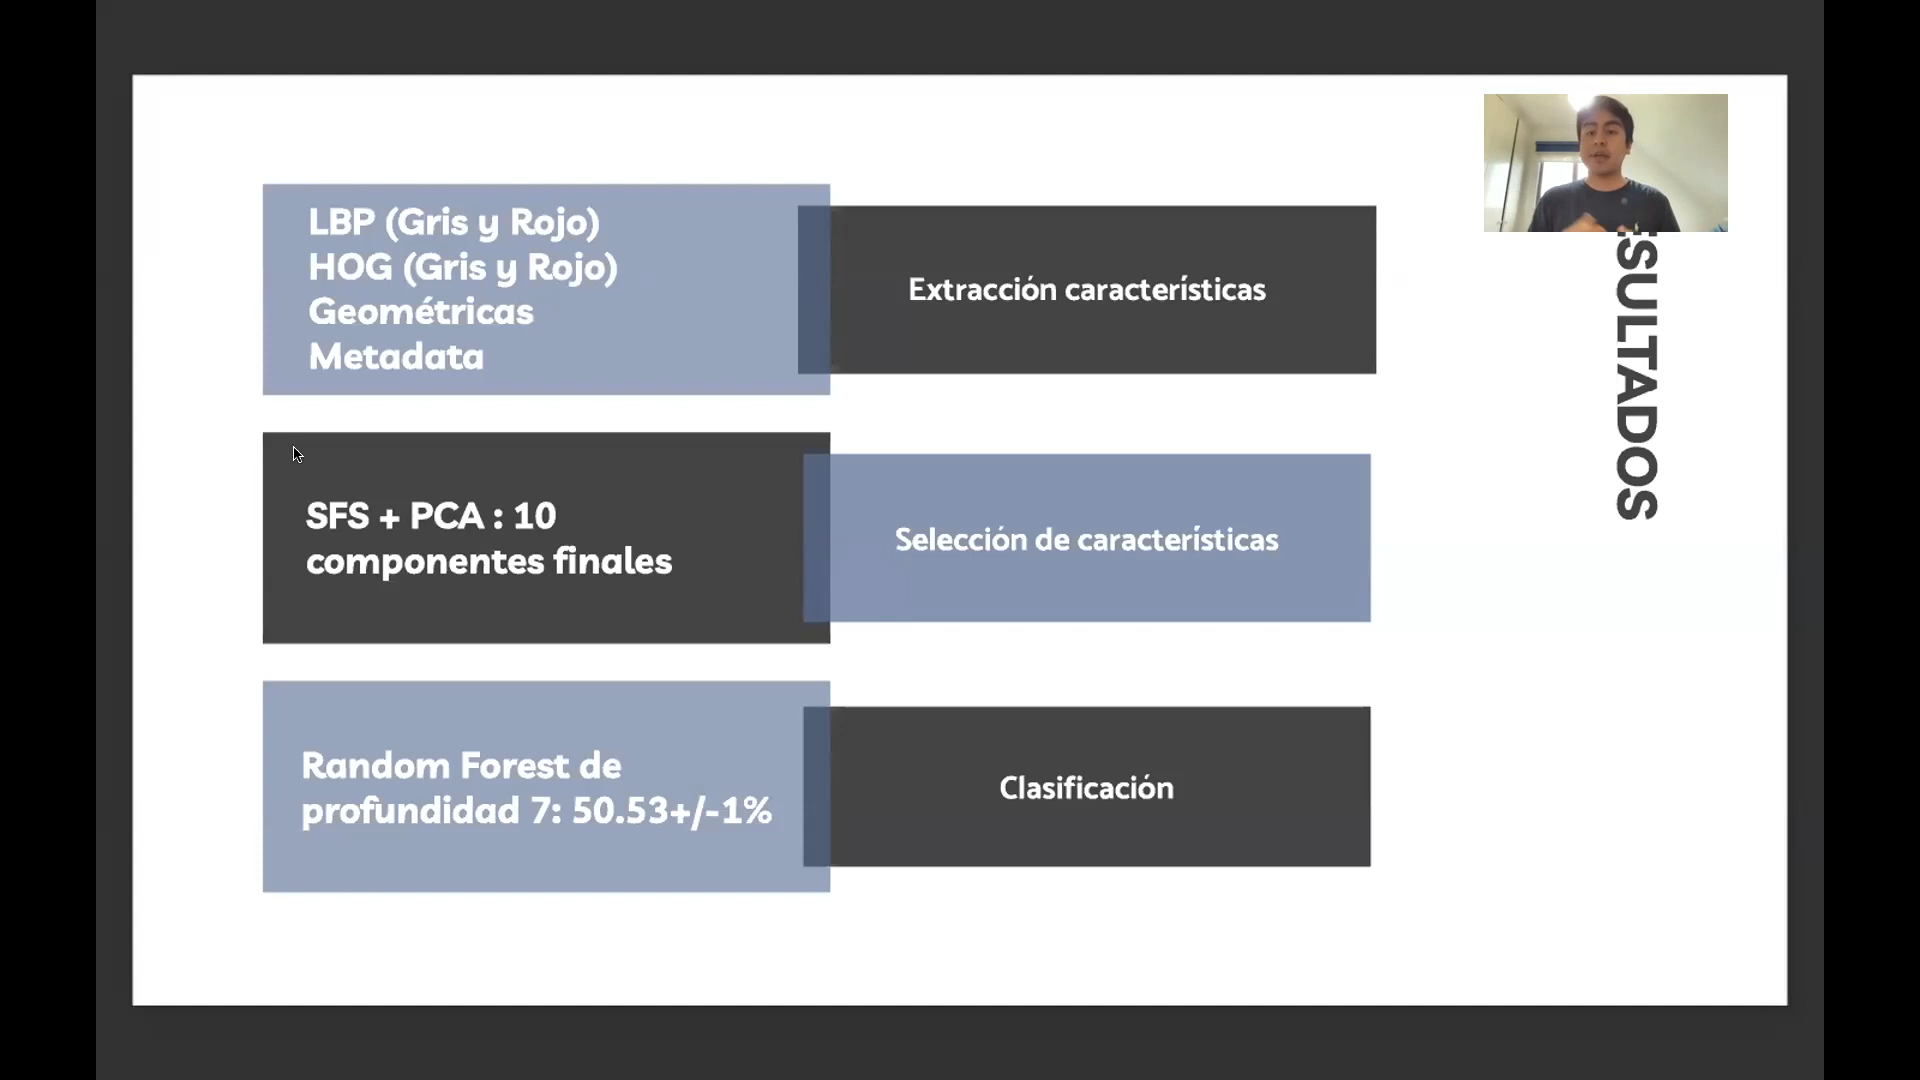 LBP (Gris y Rojo)
HOG (Gris y Rojo)
Geométricas
Metadata
Extracción características
SFS + PCA : 10
componentes finales
Selección de características
Random Forest de
profundidad 7: 50.53+/-1%
Clasificación
ESULTADOS